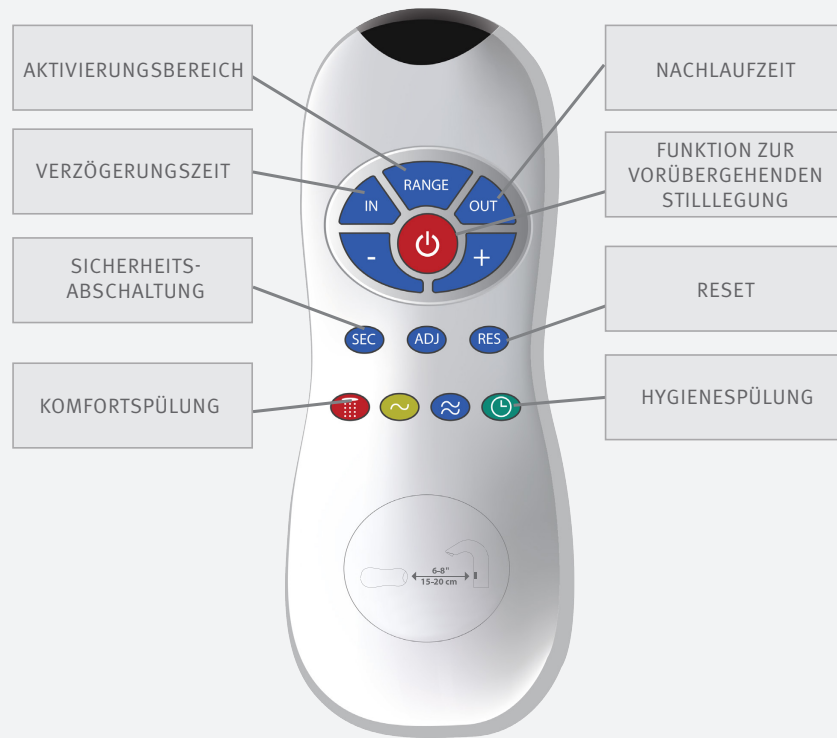 AKTIVIERUNGSBEREICH
VERZÖGERUNGSZEIT
SICHERHEITS-
ABSCHALTUNG
KOMFORTSPÜLUNG
NACHLAUFZEIT
FUNKTION ZUR
VORÜBERGEHENDEN
STILLLEGUNG
RESET
HYGIENESPÜLUNG
RANGE
IN
OUT
-
+
SEC
ADJ
RES
6-8"
15-20 cm